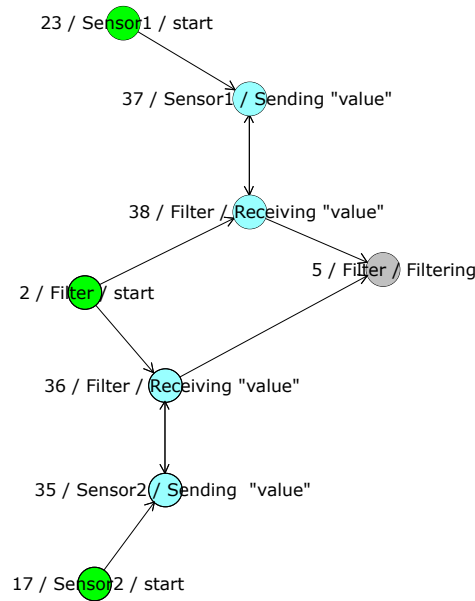 23 / Sensor1 / start
37 / Sensor1 / Sending "value"
38 / Filter / Receiving "value"
5 / Filter / Filtering
2 / Filter / start
36 / Filter / Receiving "value"
35 / Sensor2 / Sending  "value"
17 / Sensor2 / start